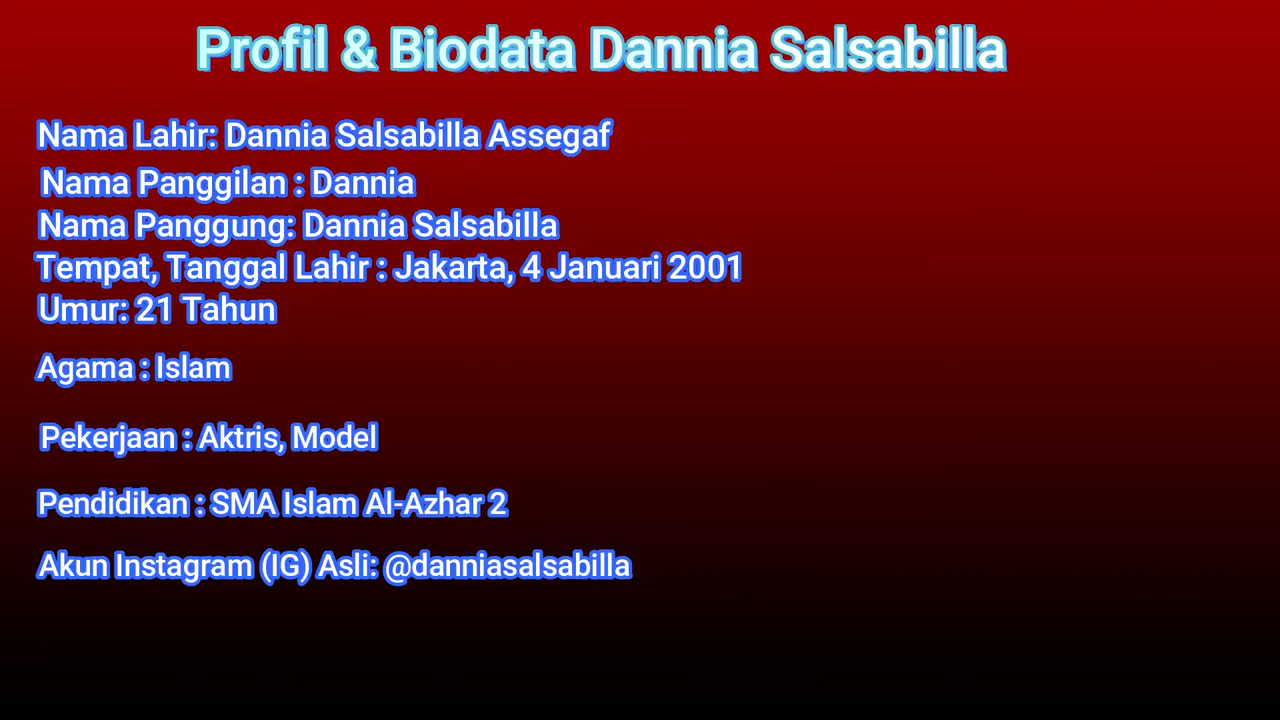 Profil & Biodata Dannia Salsabilla
Nama Lahir: Dannia Salsabilla Assegaf
Nama Panggilan : Dannia
Nama Panggung: Dannia Salsabilla
Tempat, Tanggal Lahir : Jakarta, 4 Januari 2001
Umur: 21 Tahun
Agama : Islam
Pekerjaan : Aktris, Model
Pendidikan : SMA Islam Al-Azhar 2
Akun Instagram (IG) Asli: @danniasalsabilla